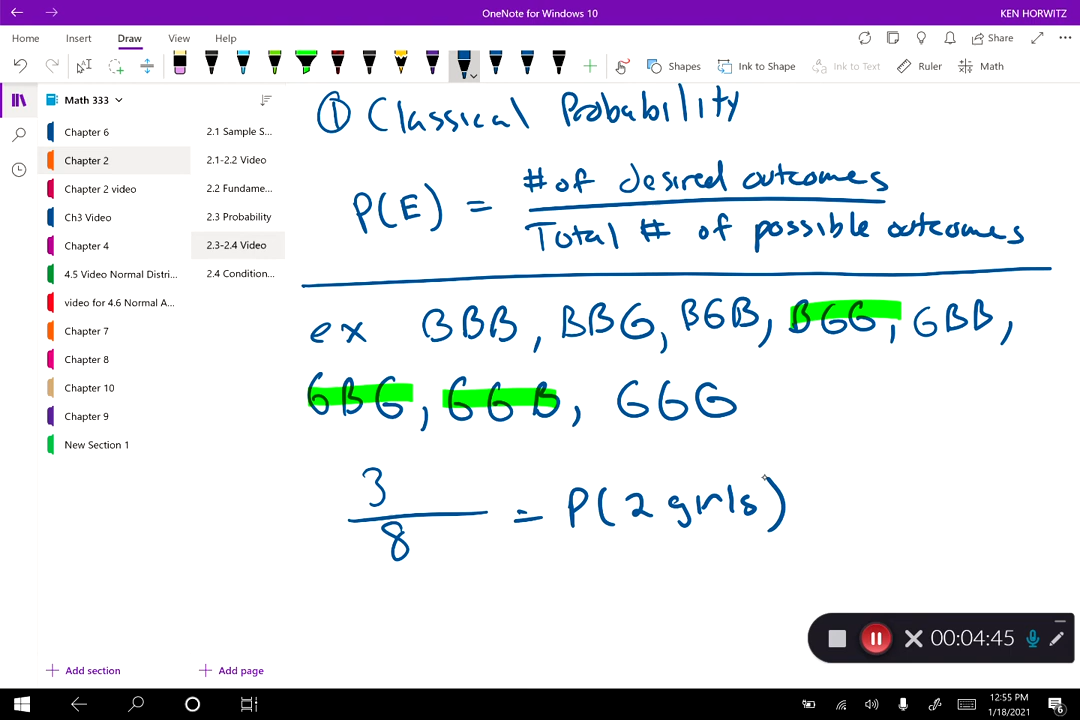 OneNote for Windows 10
KEN HORWITZ
Home Insert Draw View Help
Share
Shapes Ink to Shape Ink to Text Ruler Math
Math 333
Chapter 6
Chapter 2
Chapter 2 video
Ch3 Video
Chapter 4
4.5 Video Normal Distri...
video for 4.6 Normal A...
Chapter 7
Chapter 8
Chapter 10
Chapter 9
New Section 1
2.1 Sample S...
2.1-2.2 Video
2.2 Fundame...
2.3 Probability
2.3-2.4 Video
2.4 Condition...
① Classical Probability
P(E) = # of desired outcomes
Total # of possible outcomes
ex BBB, BBG, BGB, BGG, GBB,
GBG, GGB, GGG
3
8
= P(2 girls)
00:04:45
Add section
Add page
12:55 PM
1/18/2021
6